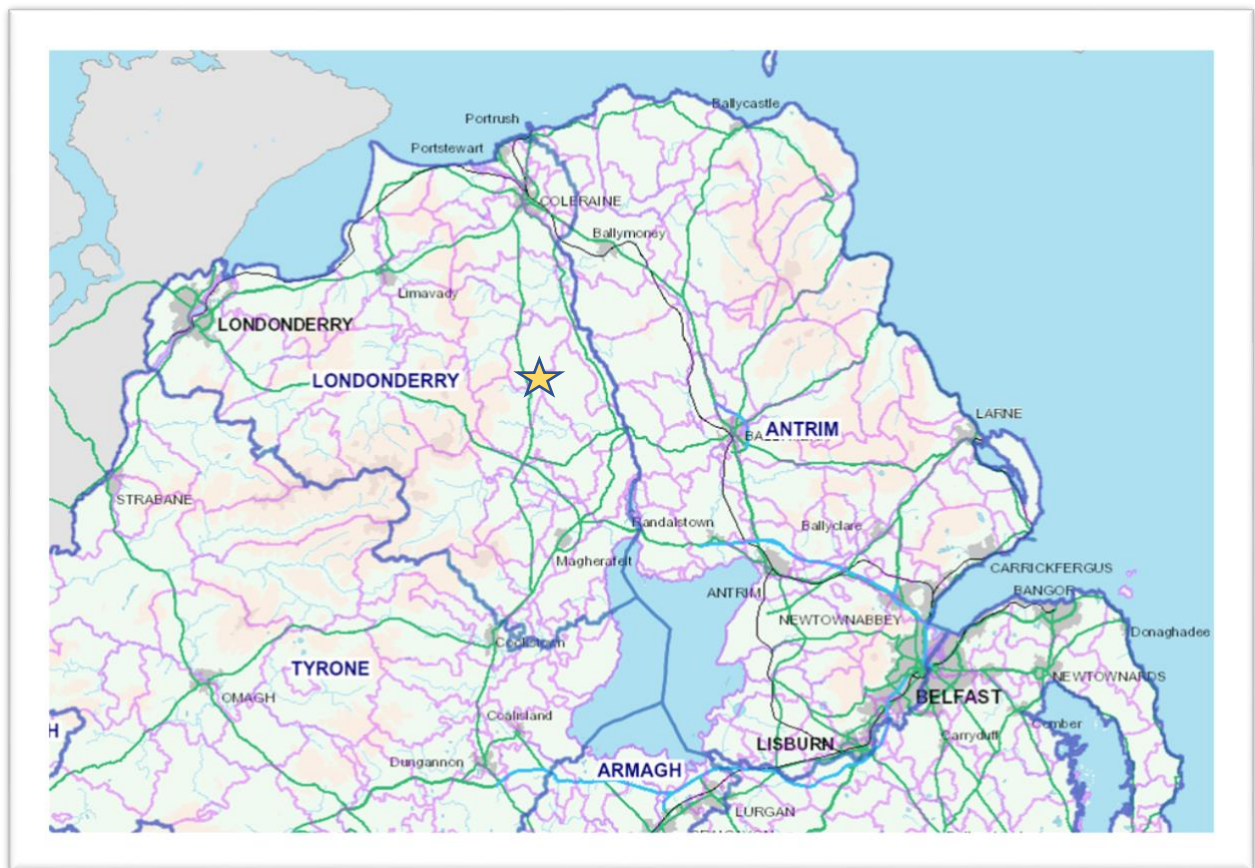 Ballycastle
Portrush
Portstewart
COLERAINE
Ballymoney
Limavady
LONDONDERRY
LONDONDERRY
LARNE
ANTRIM
STRABANE
Randalstown
Ballyclare
Magherafelt
CARRICKFERGUS
ANTRIM
BANGOR
NEWTOWNABBEY
Donaghadee
Cookstown
TYRONE
NEWTOWNARDS
OMAGH
BELFAST
Coalisland
Comber
Carryduff
LISBURN
Dungannon
ARMAGH
LURGAN